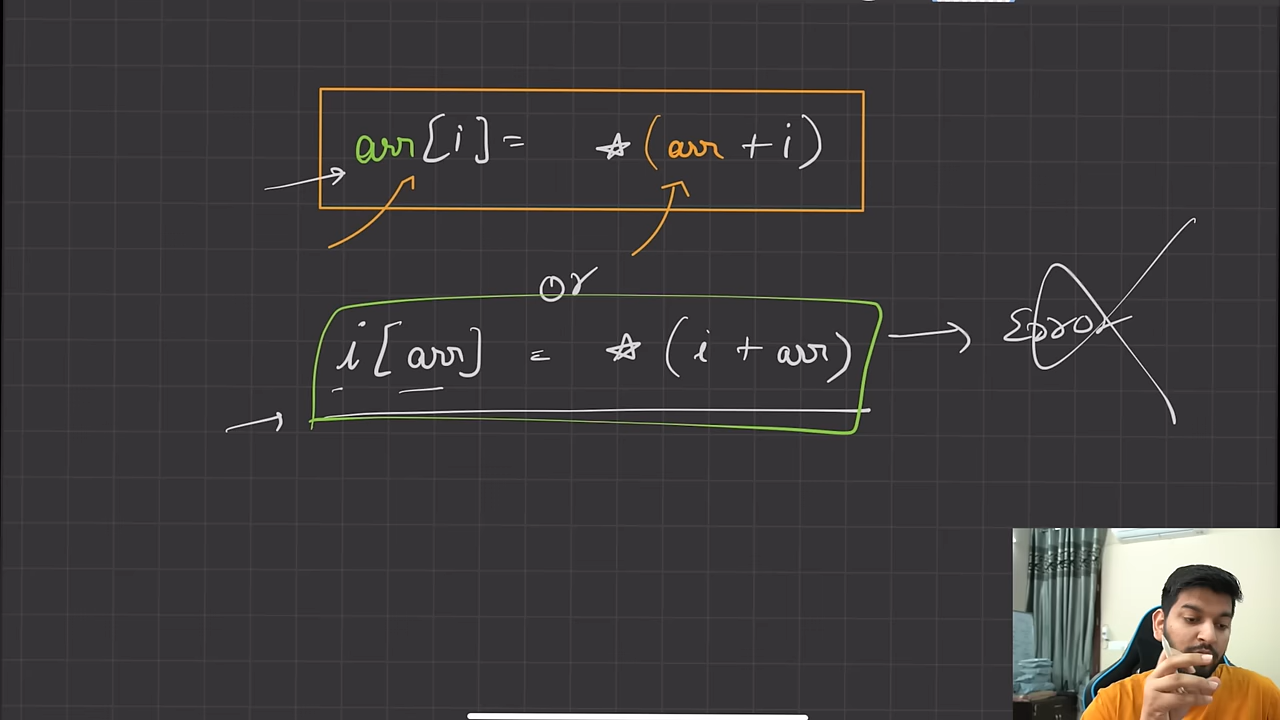 arr[i] = *(arr + i)
or
i[arr] = *(i + arr) → Error